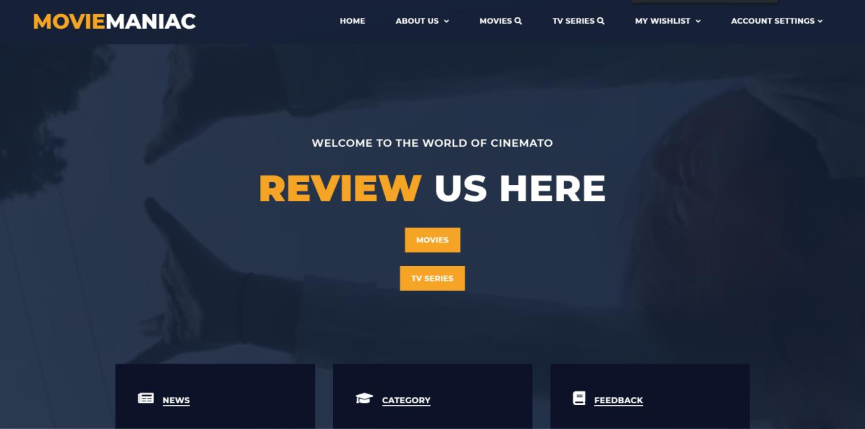 MOVIEMANIAC
HOME ABOUT US MOVIES TV SERIES MY WISHLIST ACCOUNT SETTINGS
WELCOME TO THE WORLD OF CINEMATO
REVIEW US HERE
MOVIES
TV SERIES
NEWS CATEGORY FEEDBACK